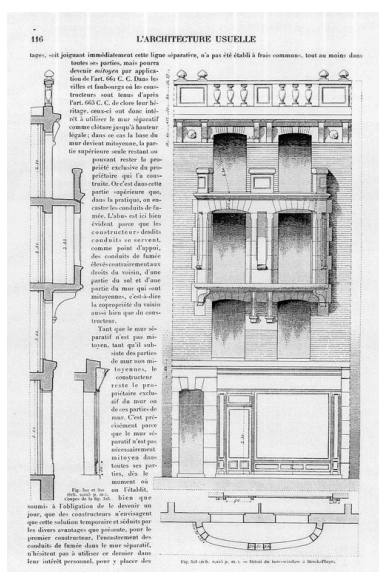 116
L'ARCHITECTURE USUELLE
tages, soit joignant immédiatement cette ligne séparative, n'a pas été établi à frais communs, tout au moins dans
toutes ses parties, mais pourra
devenir mitoyen par applica-
tion de l'art. 661 C. C. Dans les
villes et faubourgs où les cons-
tructeurs sont tenus d'après
l'art. 663 C. C. de clore leur hé-
ritage, ceux-ci ont donc inté-
rêt à utiliser le mur séparatif
comme clôture jusqu'à hauteur
légale; dans ce cas la base du
mur devient mitoyenne, la par-
tie supérieure seule restant ou
pouvant rester la pro-
priété exclusive du pro-
priétaire qui l'a cons-
truite. Or c'est dans cette
partie supérieure que,
dans la pratique, on en-
castre les conduits de fu-
mée. L'abus est ici bien
évident parce que les
constructeurs desdits
conduits se servent,
comme point d'appui,
des conduits de fumée
élevés contrairement aux
droits du voisin, d'une
partie du sol et d'une
partie du mur qui sont
mitoyennes, c'est-à-dire
la copropriété du voisin
aussi bien que du cons-
tructeur.
Tant que le mur sé-
paratif n'est pas mi-
toyen, tant qu'il sub-
siste des parties
de mur non mi-
toyennes, le
constructeur
reste le pro-
priétaire exclu-
sif du mur ou
de ces parties de
mur. C'est pré-
cisément parce
que le mur sé-
paratif n'est pas
nécessairement
mitoyen dans
toutes ses par-
ties, dès le
moment où
on l'établit,
bien que
soumis à l'obligation de le devenir un
jour, que des constructeurs n'envisagent
que cette solution temporaire et séduits par
les divers avantages que présente, pour le
premier constructeur, l'encastrement des
conduits de fumée dans le mur séparatif,
n'hésitent pas à utiliser ce dernier dans
leur intérêt personnel, pour y placer des